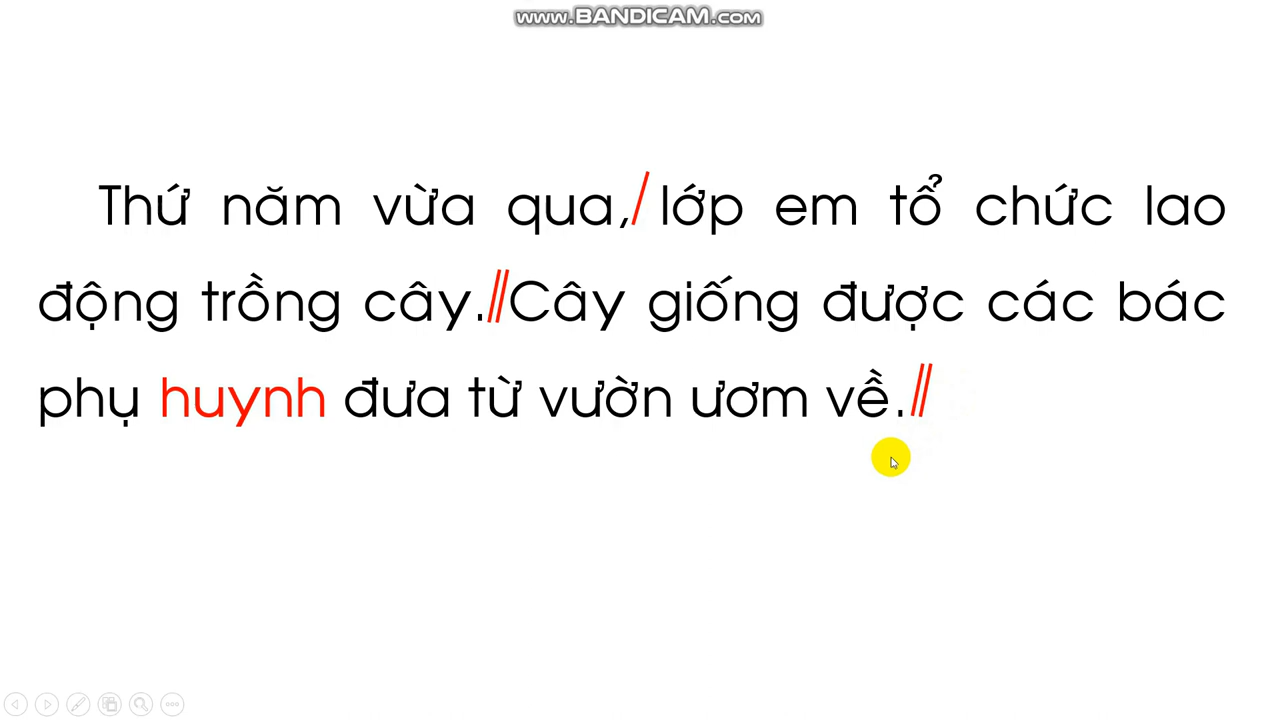 www.BANDICAM.com
Thứ năm vừa qua,/ lớp em tổ chức lao
động trồng cây.// Cây giống được các bác
phụ huynh đưa từ vườn ươm về.//